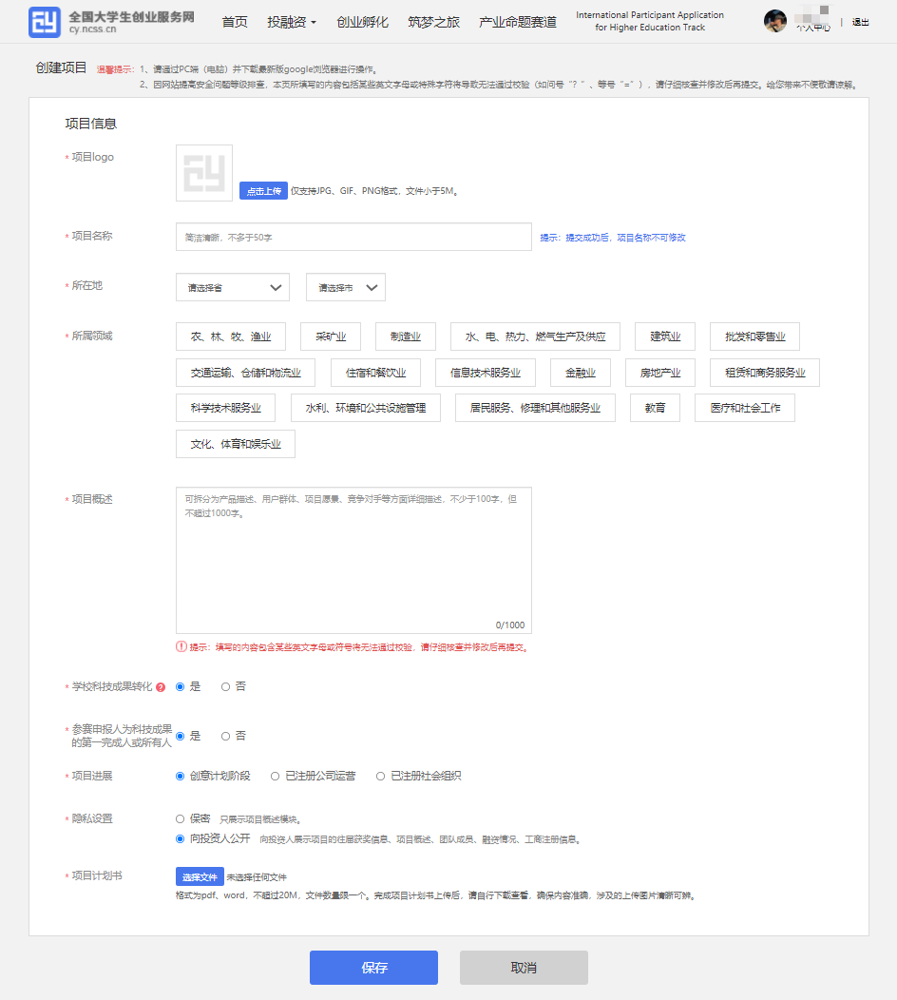 全国大学生创业服务网
cy.ncss.cn
首页 投融资 创业孵化 筑梦之旅 产业命题赛道
International Participant Application
for Higher Education Track
个人中心 | 退出
创建项目 温馨提示：1、请通过PC端（电脑）并下载最新版google浏览器进行操作。
2、因网站提高安全问题等级排查，本页所填写的内容包括某些英文字母或特殊字符将导致无法通过校验（如问号“？”、等号“=”），请仔细核查并修改后再提交。给您带来不便敬请谅解。
项目信息
* 项目logo
点击上传 仅支持JPG、GIF、PNG格式，文件小于5M。
* 项目名称 简洁清晰，不多于50字 提示：提交成功后，项目名称不可修改
* 所在地 请选择省 请选择市
* 所属领域 农、林、牧、渔业 采矿业 制造业 水、电、热力、燃气生产及供应 建筑业 批发和零售业
交通运输、仓储和物流业 住宿和餐饮业 信息技术服务业 金融业 房地产业 租赁和商务服务业
科学技术服务业 水利、环境和公共设施管理 居民服务、修理和其他服务业 教育 医疗和社会工作
文化、体育和娱乐业
* 项目概述 可拆分为产品描述、用户群体、项目愿景、竞争对手等方面详细描述，不少于100字，但
不超过1000字。
0/1000
提示：填写的内容包含某些英文字母或符号将无法通过校验，请仔细核查并修改后再提交。
* 学校科技成果转化 ? 是 否
* 参赛申报人为科技成果
的第一完成人或所有人 是 否
* 项目进展 创意计划阶段 已注册公司运营 已注册社会组织
* 隐私设置 保密 只展示项目概述模块。
向投资人公开 向投资人展示项目的往届获奖信息、项目概述、团队成员、融资情况、工商注册信息。
* 项目计划书 选择文件 未选择任何文件
格式为pdf、word，不超过20M，文件数量限一个。完成项目计划书上传后，请自行下载查看，确保内容准确，涉及的上传图片清晰可辨。
保存 取消